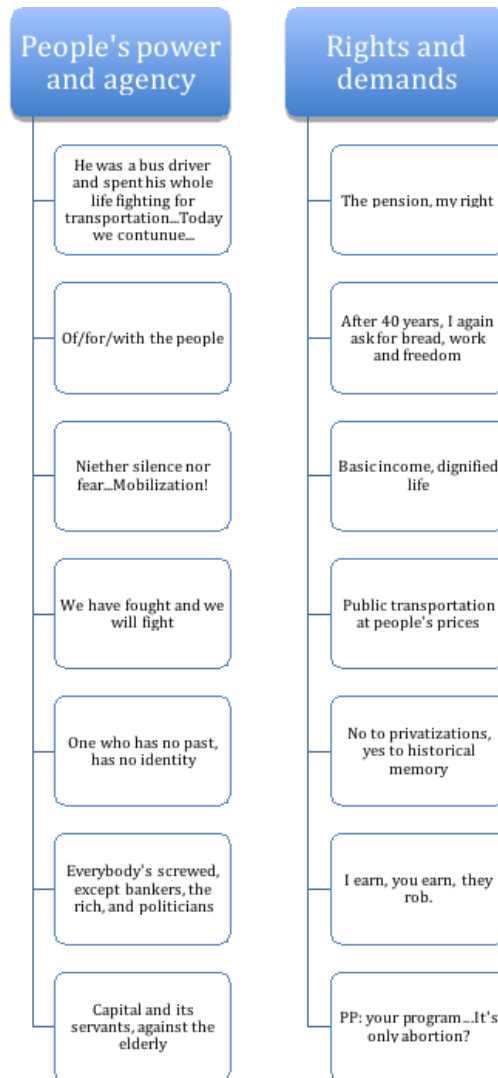 People's power
and agency
He was a bus driver
and spent his whole
life fighting for
transportation...Today
we contunue...
Of/for/with the people
Niether silence nor
fear...Mobilization!
We have fought and we
will fight
One who has no past,
has no identity
Everybody's screwed,
except bankers, the
rich, and politicians
Capital and its
servants, against the
elderly
Rights and
demands
The pension, my right
After 40 years, I again
ask for bread, work
and freedom
Basic income, dignified
life
Public transportation
at people's prices
No to privatizations,
yes to historical
memory
I earn, you earn, they
rob.
PP: your program...It's
only abortion?